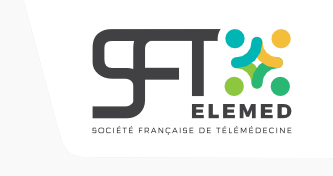 SFT
ELEMED
SOCIÉTÉ FRANÇAISE DE TÉLÉMÉDECINE